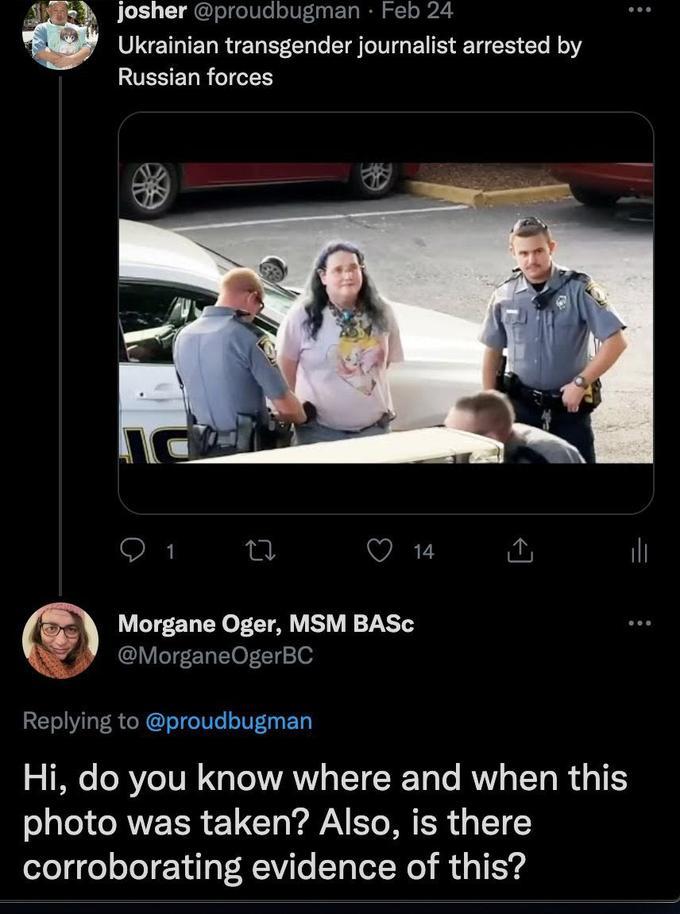 josher @proudbugman · Feb 24
Ukrainian transgender journalist arrested by
Russian forces
IC
1
14
Morgane Oger, MSM BASc
@MorganeOgerBC
Replying to @proudbugman
Hi, do you know where and when this
photo was taken? Also, is there
corroborating evidence of this?